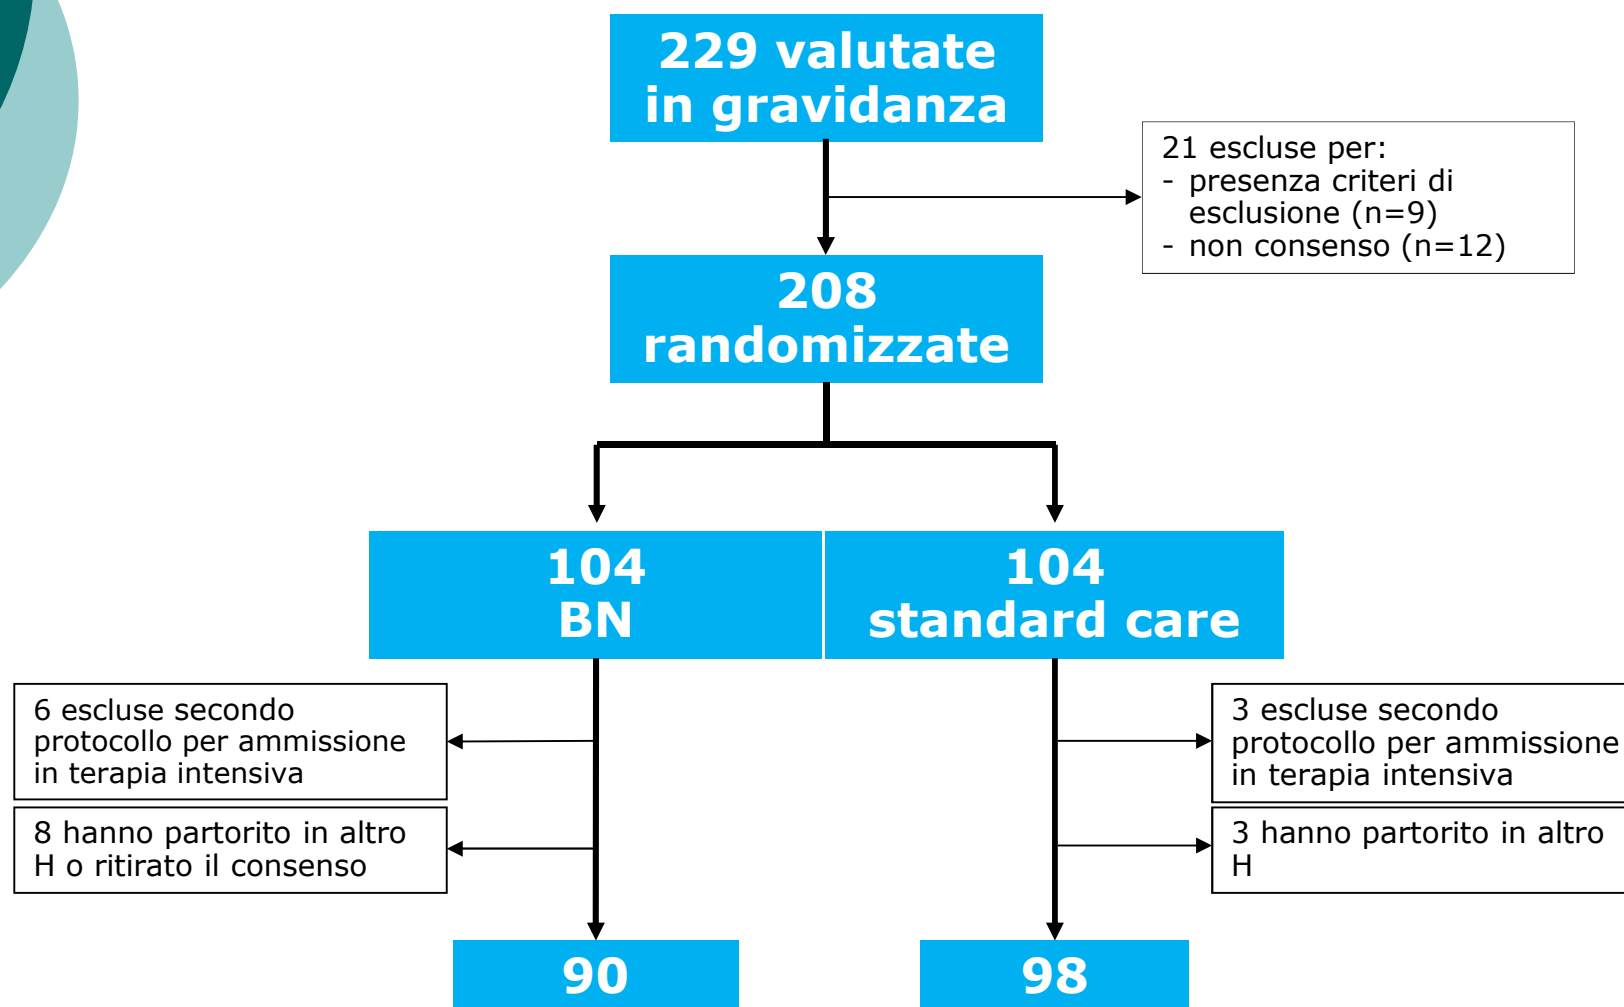 229 valutate
in gravidanza
21 escluse per:
- presenza criteri di
esclusione (n=9)
- non consenso (n=12)
208
randomizzate
104
BN
104
standard care
6 escluse secondo
protocollo per ammissione
in terapia intensiva
3 escluse secondo
protocollo per ammissione
in terapia intensiva
8 hanno partorito in altro
H o ritirato il consenso
3 hanno partorito in altro
H
90
98